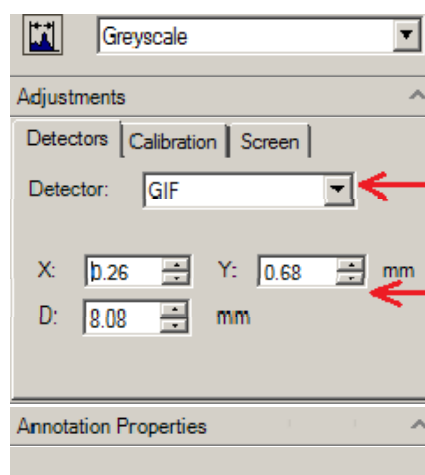 Greyscale
Adjustments
Detectors Calibration Screen
Detector: GIF
X: 0.26 Y: 0.68 mm
D: 8.08 mm
Annotation Properties